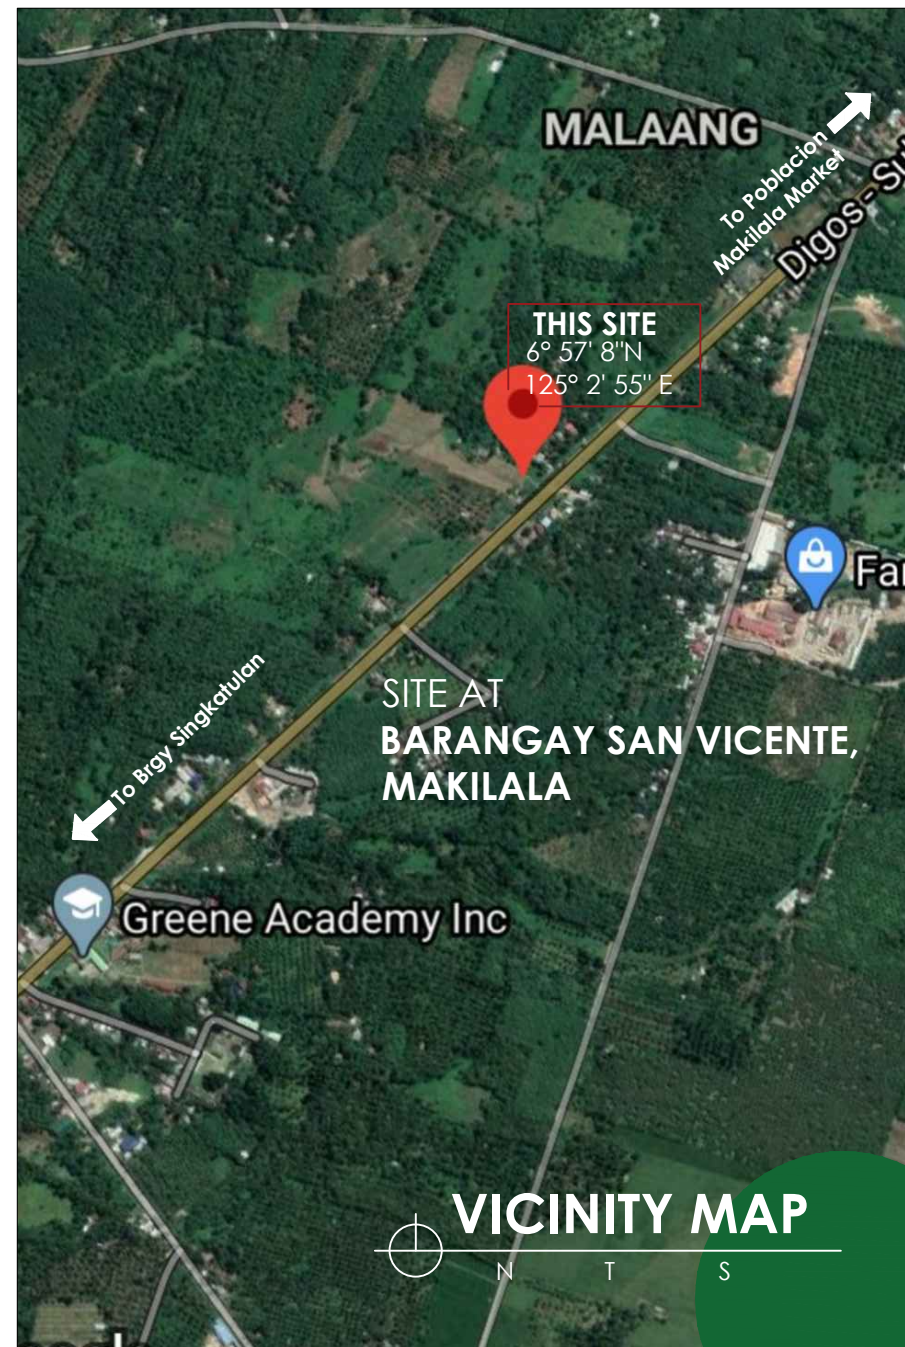 MALAANG
To Poblacion
Makilala Market
Digos - Su
THIS SITE
6° 57' 8"N
125° 2' 55" E
Far
To Brgy Singkatulan
SITE AT
BARANGAY SAN VICENTE,
MAKILALA
Greene Academy Inc
VICINITY MAP
N T S